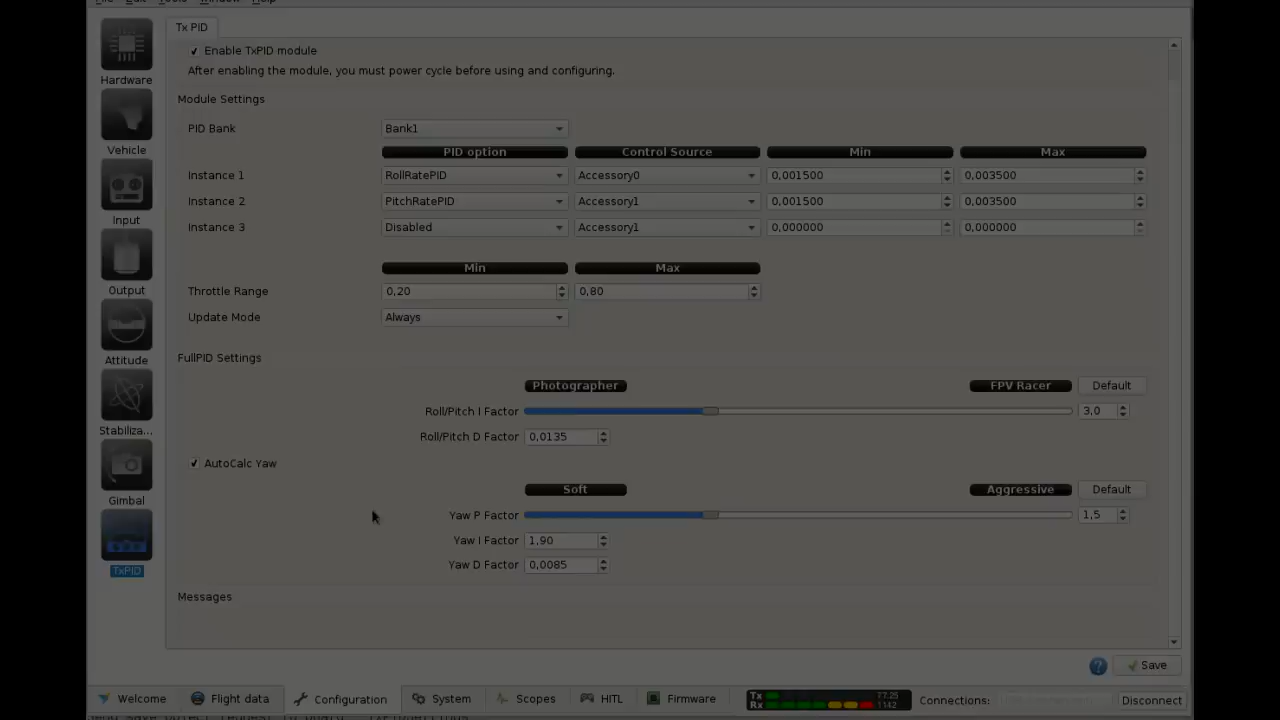 Tx PID
Enable TxPID module
After enabling the module, you must power cycle before using and configuring.
Module Settings
PID Bank Bank1
PID option Control Source Min Max
Instance 1 RollRatePID Accessory0 0,001500 0,003500
Instance 2 PitchRatePID Accessory1 0,001500 0,003500
Instance 3 Disabled Accessory1 0,000000 0,000000
Min Max
Throttle Range 0,20 0,80
Update Mode Always
FullPID Settings
Photographer FPV Racer Default
Roll/Pitch I Factor 3,0
Roll/Pitch D Factor 0,0135
AutoCalc Yaw
Soft Aggressive Default
Yaw P Factor 1,5
Yaw I Factor 1,90
Yaw D Factor 0,0085
Messages
Hardware
Vehicle
Input
Output
Attitude
Stabiliza...
Gimbal
TxPID
Save
Welcome Flight data Configuration System Scopes HITL Firmware Tx 77.25 Connections: Disconnect
Rx 1142